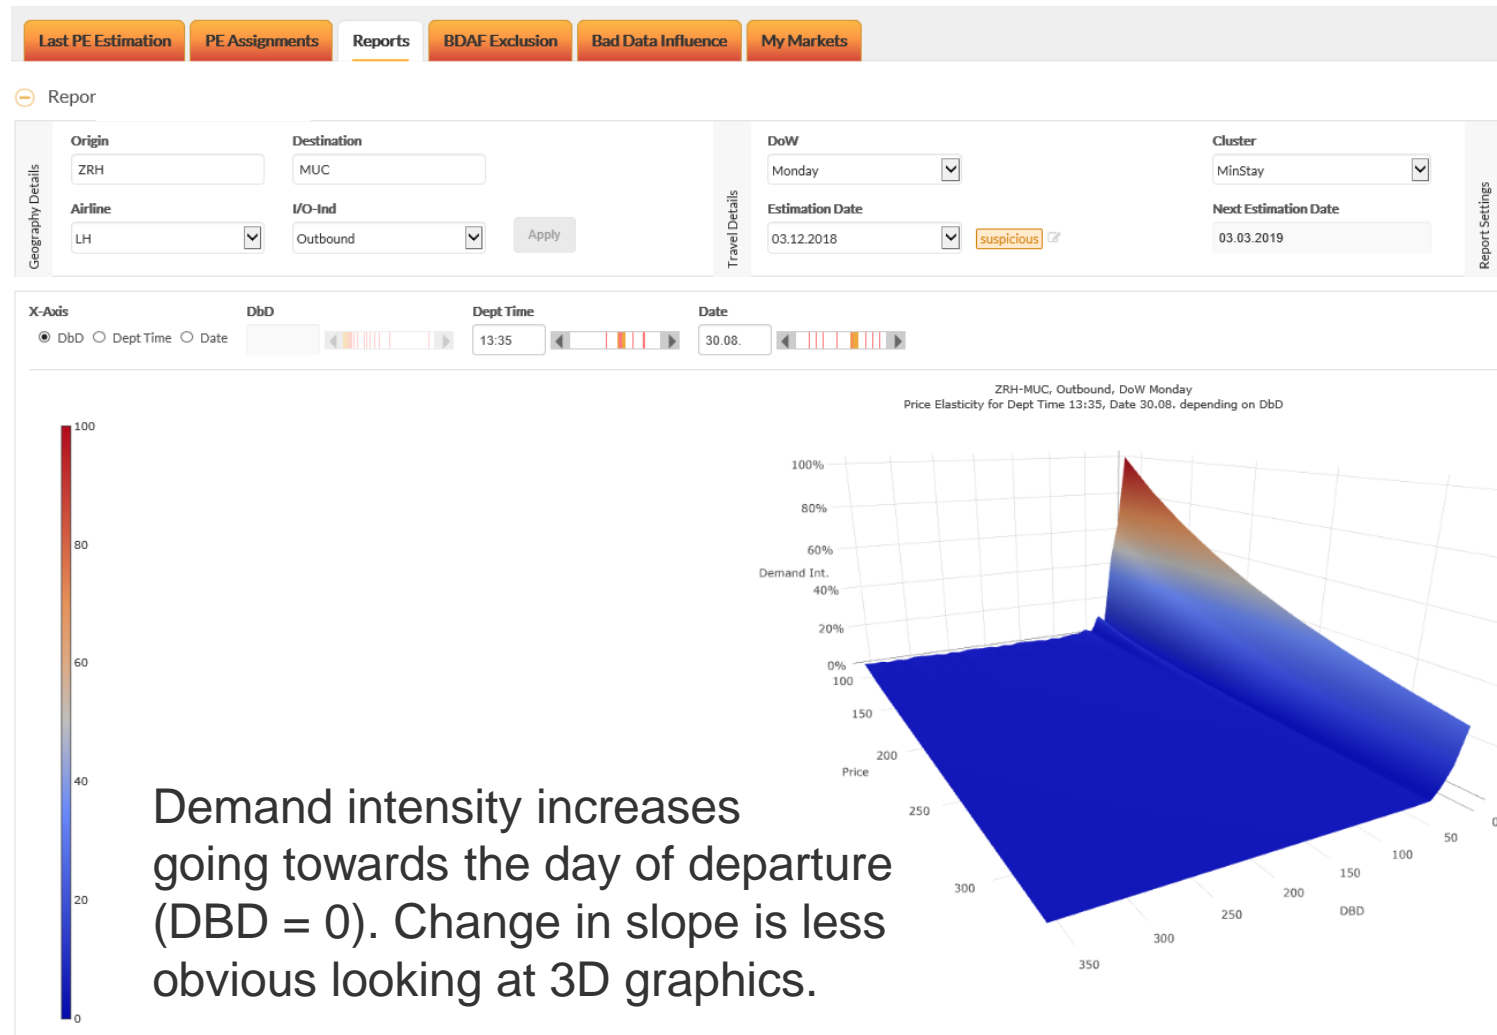 Last PE Estimation PE Assignments Reports BDAF Exclusion Bad Data Influence My Markets
Repor
Geography Details
Origin Destination
ZRH MUC
Airline I/O-Ind
LH Outbound Apply
Travel Details
DoW Cluster
Monday MinStay
Estimation Date Next Estimation Date
03.12.2018 suspicious 03.03.2019
Report Settings
X-Axis DbD Dept Time Date
DbD Dept Time Date 13:35 30.08.
ZRH-MUC, Outbound, DoW Monday
Price Elasticity for Dept Time 13:35, Date 30.08. depending on DbD
100
80
60
40
20
0
100%
80%
60%
Demand Int.
40%
20%
0%
100
150
200
Price
250
300
350
300
250
200
DBD
150
100
50
0
Demand intensity increases
going towards the day of departure
(DBD = 0). Change in slope is less
obvious looking at 3D graphics.